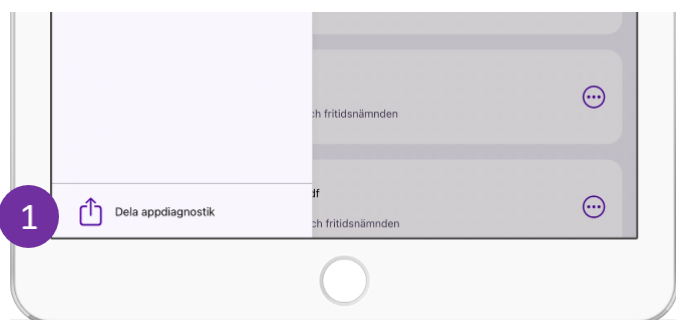 ch fritidsnämnden
df
1
Dela appdiagnostik
ch fritidsnämnden